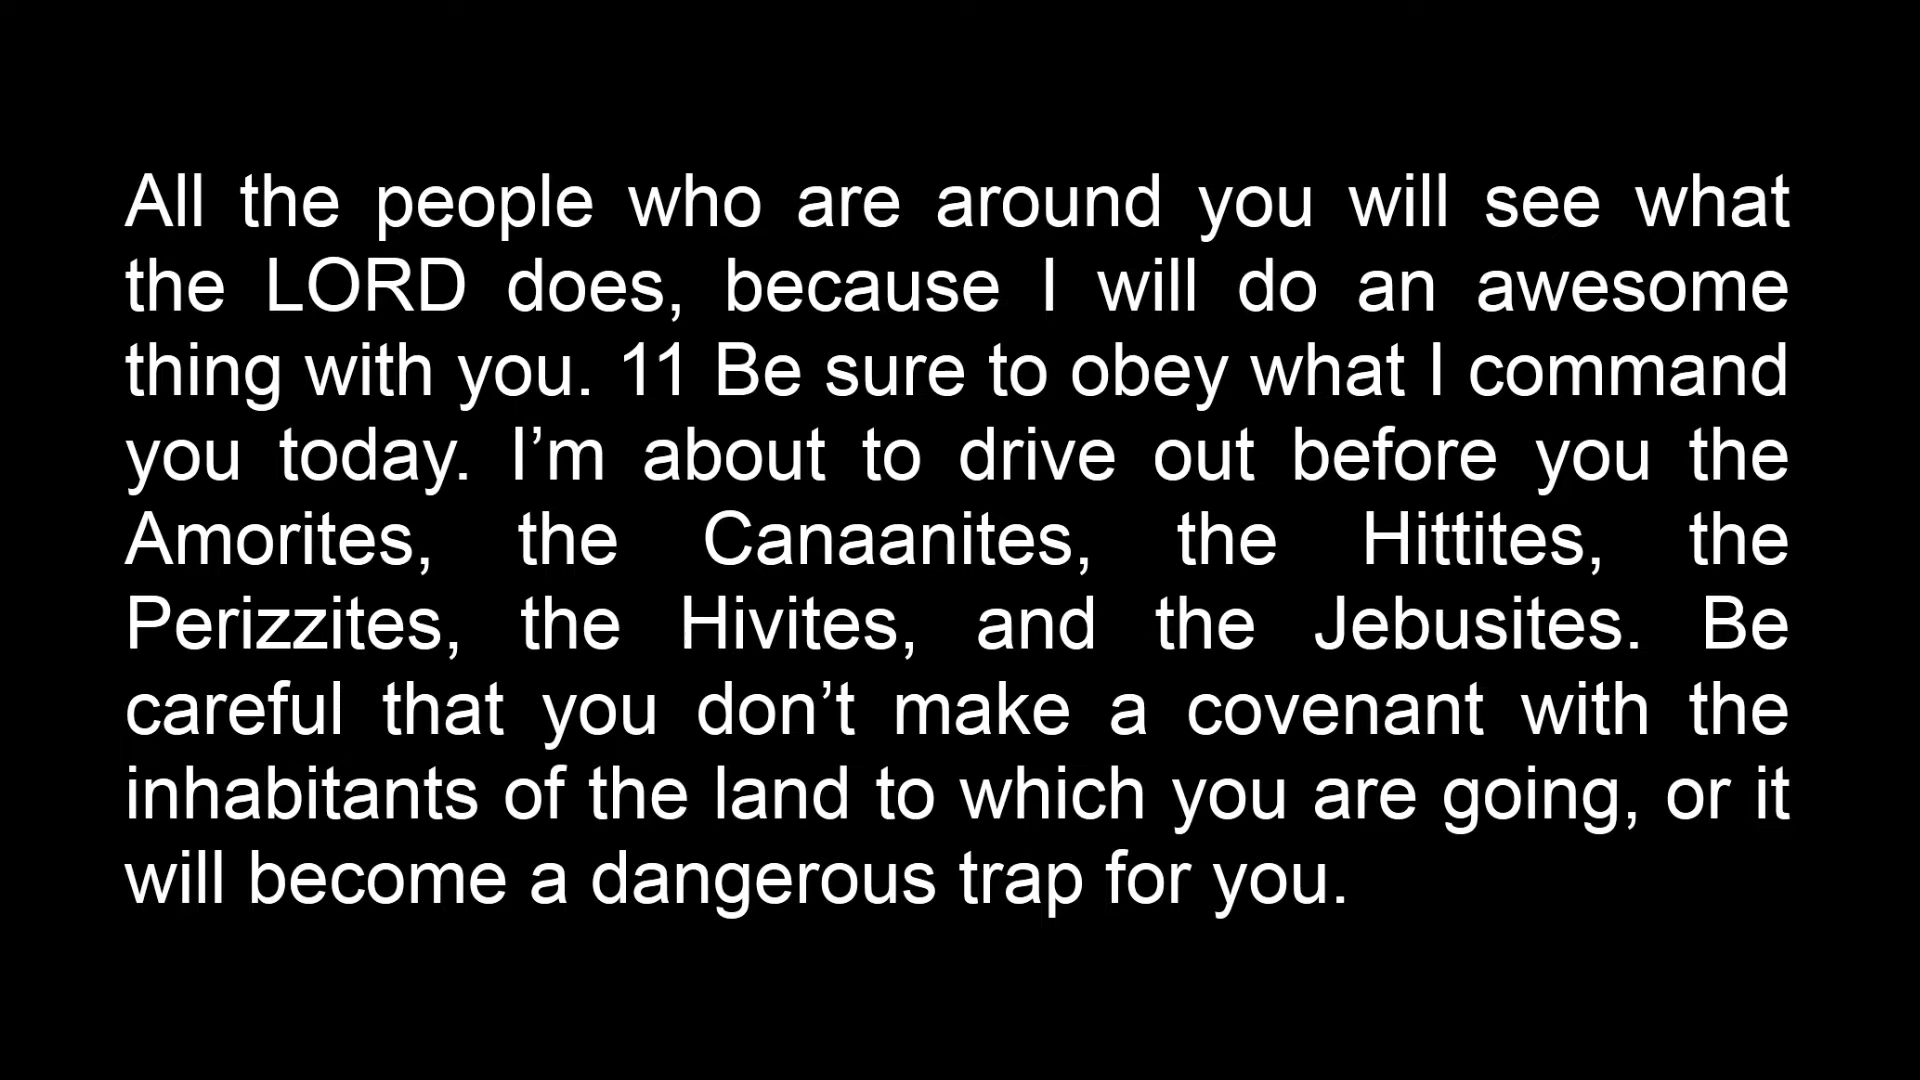 All the people who are around you will see what
the LORD does, because I will do an awesome
thing with you. 11 Be sure to obey what I command
you today. I’m about to drive out before you the
Amorites, the Canaanites, the Hittites, the
Perizzites, the Hivites, and the Jebusites. Be
careful that you don’t make a covenant with the
inhabitants of the land to which you are going, or it
will become a dangerous trap for you.